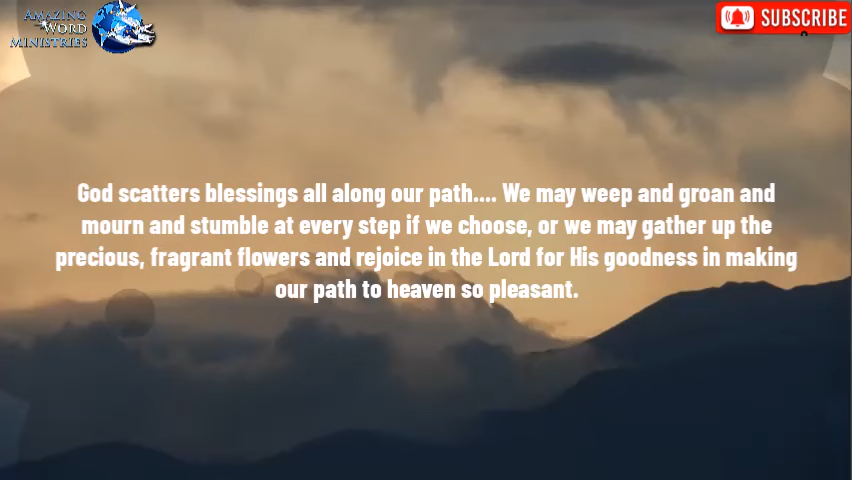 AMAZING
WORD
MINISTRIES
SUBSCRIBE
God scatters blessings all along our path.... We may weep and groan and
mourn and stumble at every step if we choose, or we may gather up the
precious, fragrant flowers and rejoice in the Lord for His goodness in making
our path to heaven so pleasant.